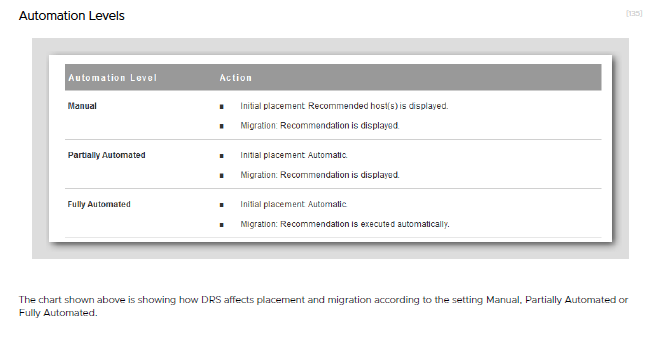 Automation Levels
(135)
Automation Level Action
Manual
■ Initial placement: Recommended host(s) is displayed.
■ Migration: Recommendation is displayed.
Partially Automated
■ Initial placement: Automatic.
■ Migration: Recommendation is displayed.
Fully Automated
■ Initial placement: Automatic.
■ Migration: Recommendation is executed automatically.
The chart shown above is showing how DRS affects placement and migration according to the setting Manual, Partially Automated or
Fully Automated.